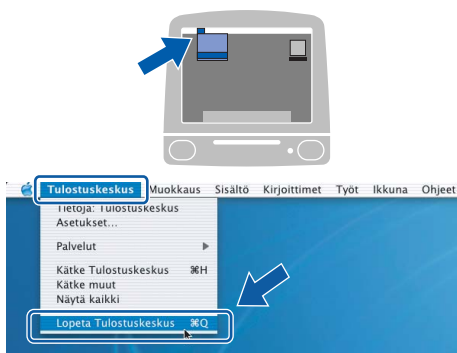 Tulostuskeskus Muokkaus Sisältö Kirjoittimet Työt Ikkuna Ohjeet
Tietoja: Tulostuskeskus
Asetukset...
Palvelut
Kätke Tulostuskeskus ⌘H
Kätke muut
Näytä kaikki
Lopeta Tulostuskeskus ⌘Q